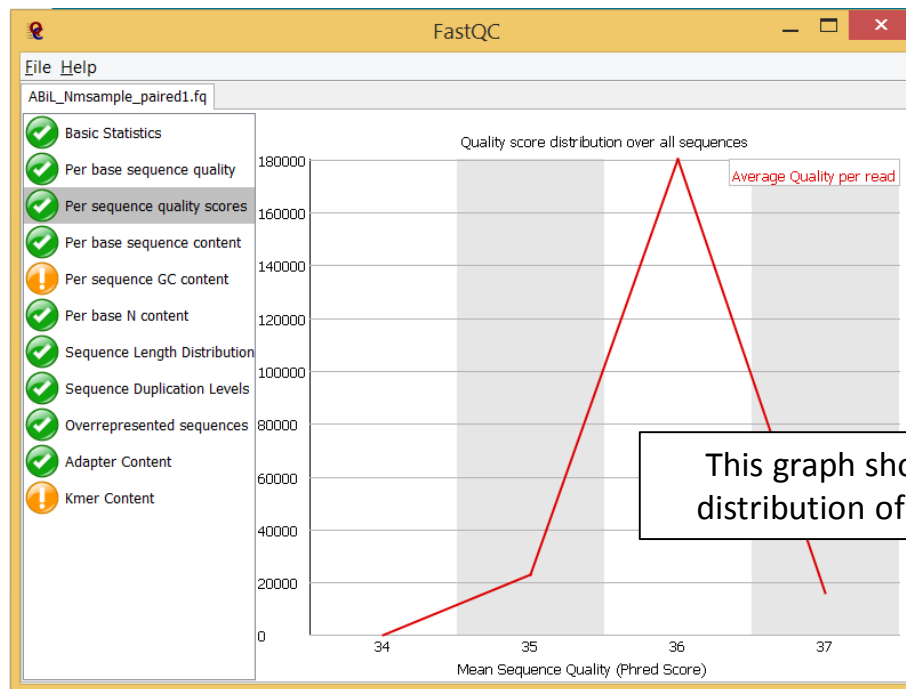 FastQC
File Help
ABiL_Nmsample_paired1.fq
Basic Statistics
Per base sequence quality
Per sequence quality scores
Per base sequence content
Per sequence GC content
Per base N content
Sequence Length Distribution
Sequence Duplication Levels
Overrepresented sequences
Adapter Content
Kmer Content
Quality score distribution over all sequences
Average Quality per read
180000
160000
140000
120000
100000
80000
60000
40000
20000
0
34 35 36 37
Mean Sequence Quality (Phred Score)
This graph sho
distribution of